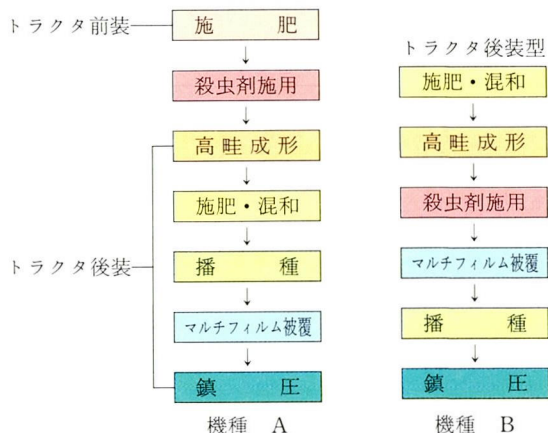 トラクタ前装
施肥
殺虫剤施用
高畦成形
施肥・混和
トラクタ後装
播種
マルチフィルム被覆
鎮圧
機種 A
トラクタ後装型
施肥・混和
高畦成形
殺虫剤施用
マルチフィルム被覆
播種
鎮圧
機種 B